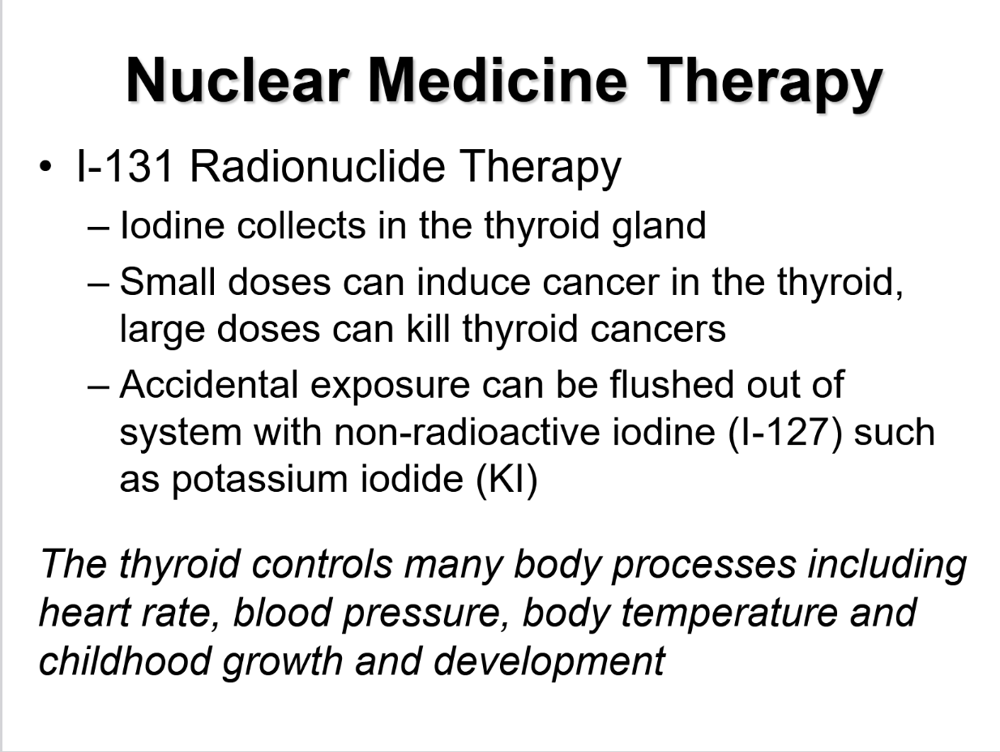 Nuclear Medicine Therapy
• I-131 Radionuclide Therapy
– Iodine collects in the thyroid gland
– Small doses can induce cancer in the thyroid,
large doses can kill thyroid cancers
– Accidental exposure can be flushed out of
system with non-radioactive iodine (I-127) such
as potassium iodide (KI)
The thyroid controls many body processes including
heart rate, blood pressure, body temperature and
childhood growth and development